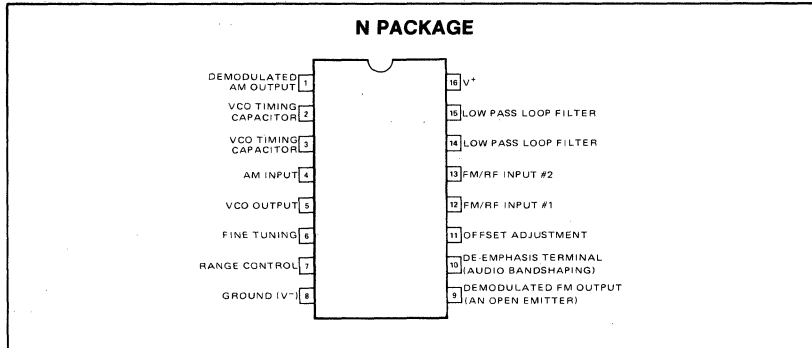 N PACKAGE
DEMODULATED
AM OUTPUT 1
VCO TIMING
CAPACITOR 2
VCO TIMING
CAPACITOR 3
AM INPUT 4
VCO OUTPUT 5
FINE TUNING 6
RANGE CONTROL 7
GROUND (V⁻) 8
16 V⁺
15 LOW PASS LOOP FILTER
14 LOW PASS LOOP FILTER
13 FM/RF INPUT #2
12 FM/RF INPUT #1
11 OFFSET ADJUSTMENT
10 DE-EMPHASIS TERMINAL
(AUDIO BANDSHAPING)
9 DEMODULATED FM OUTPUT
(AN OPEN EMITTER)